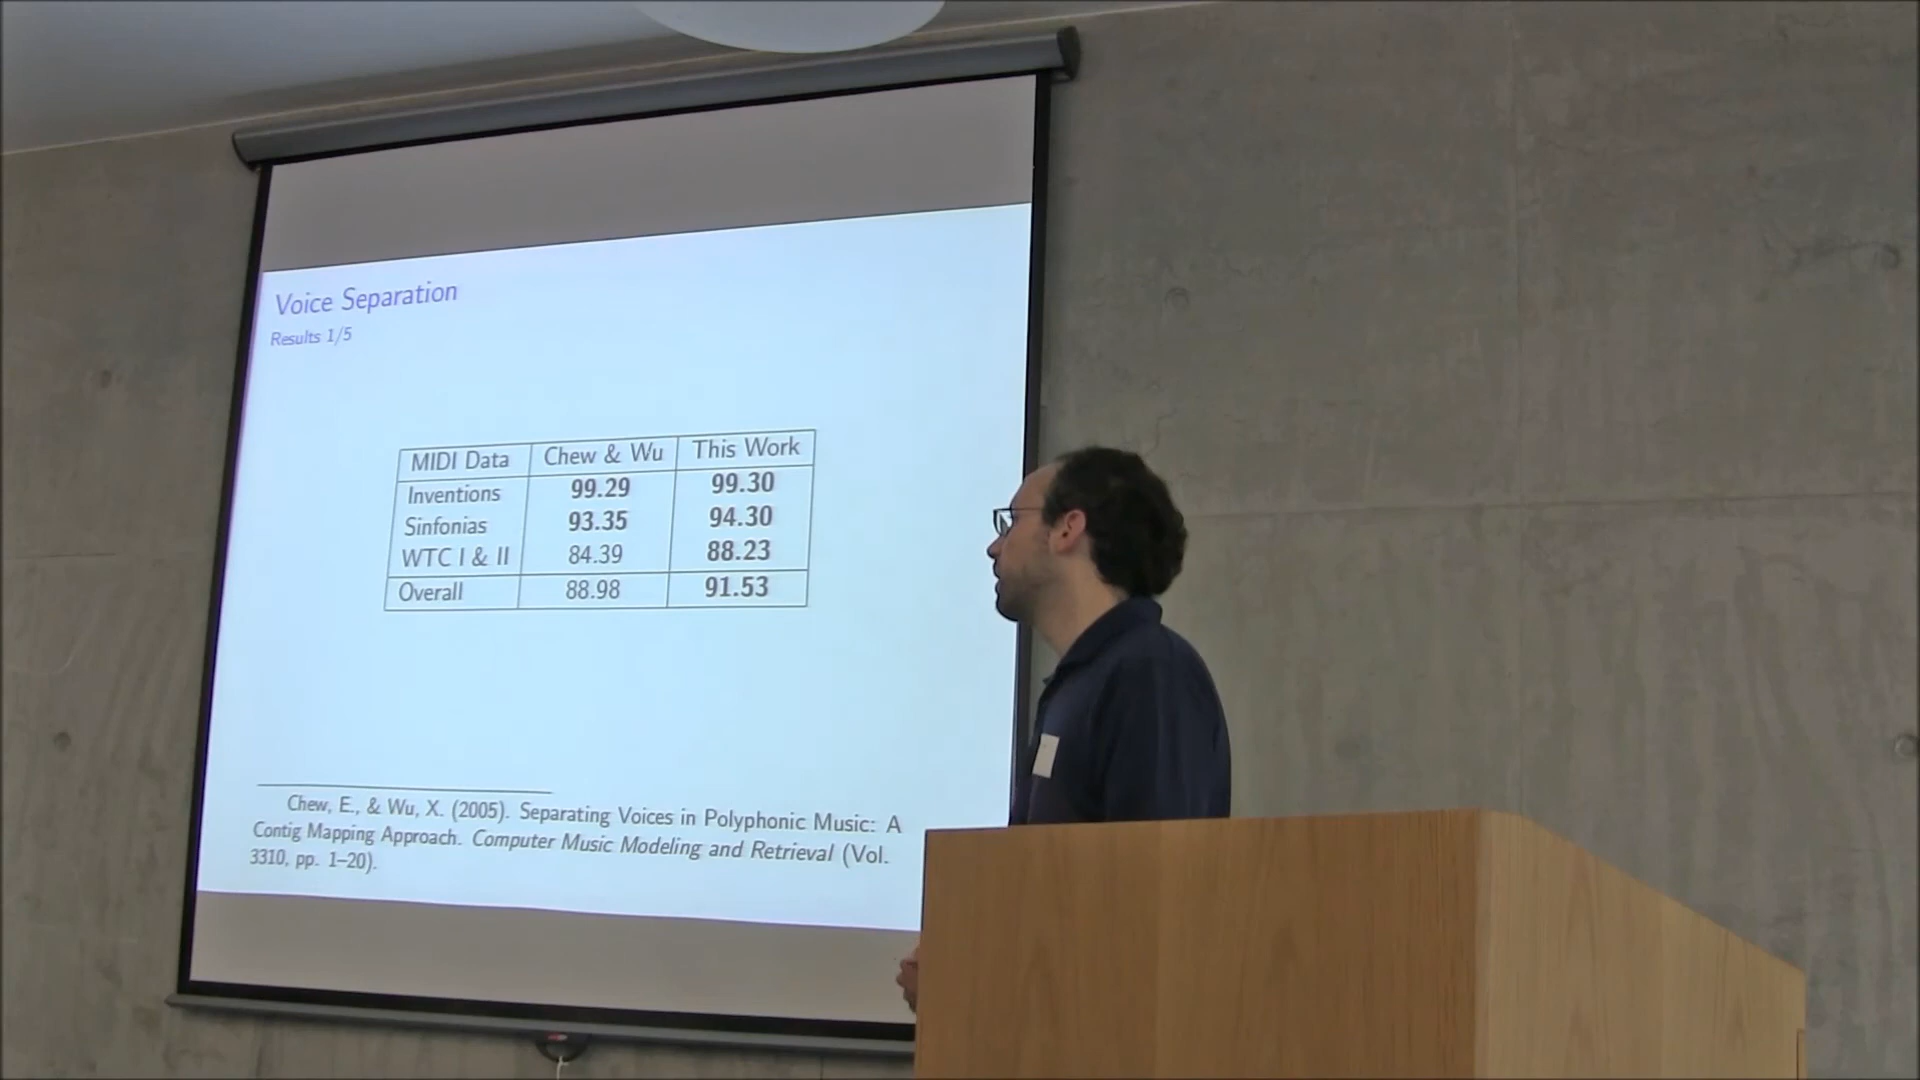 Voice Separation
Results 1/5
MIDI Data Chew & Wu This Work
Inventions 99.29 99.30
Sinfonias 93.35 94.30
WTC I & II 84.39 88.23
Overall 88.98 91.53
Chew, E., & Wu, X. (2005). Separating Voices in Polyphonic Music: A
Contig Mapping Approach. Computer Music Modeling and Retrieval (Vol.
3310, pp. 1–20).